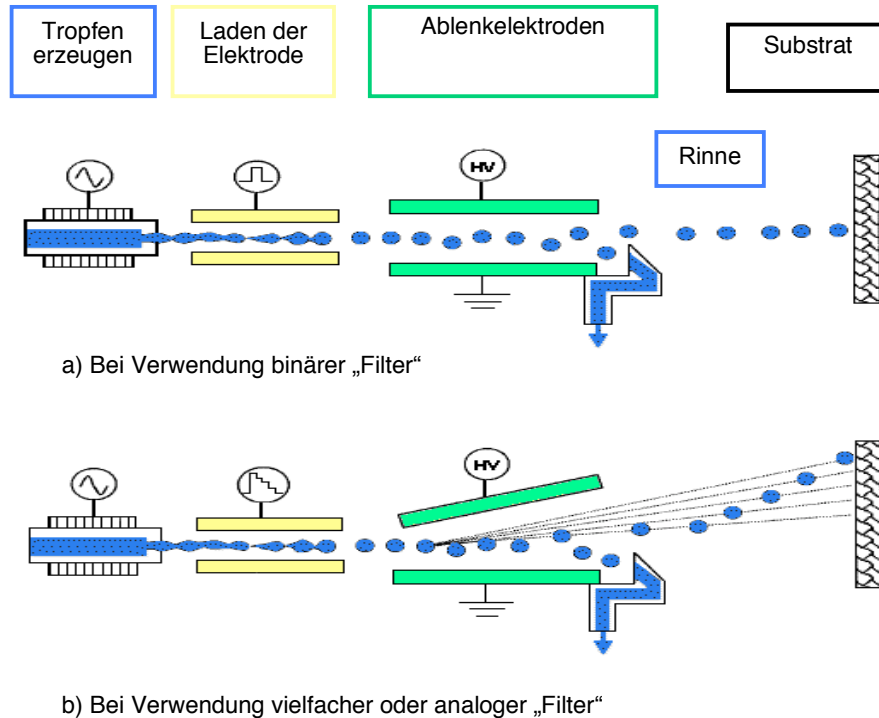 Tropfen
erzeugen
Laden der
Elektrode
Ablenkelektroden
Substrat
Rinne
HV
a) Bei Verwendung binärer „Filter“
HV
b) Bei Verwendung vielfacher oder analoger „Filter“